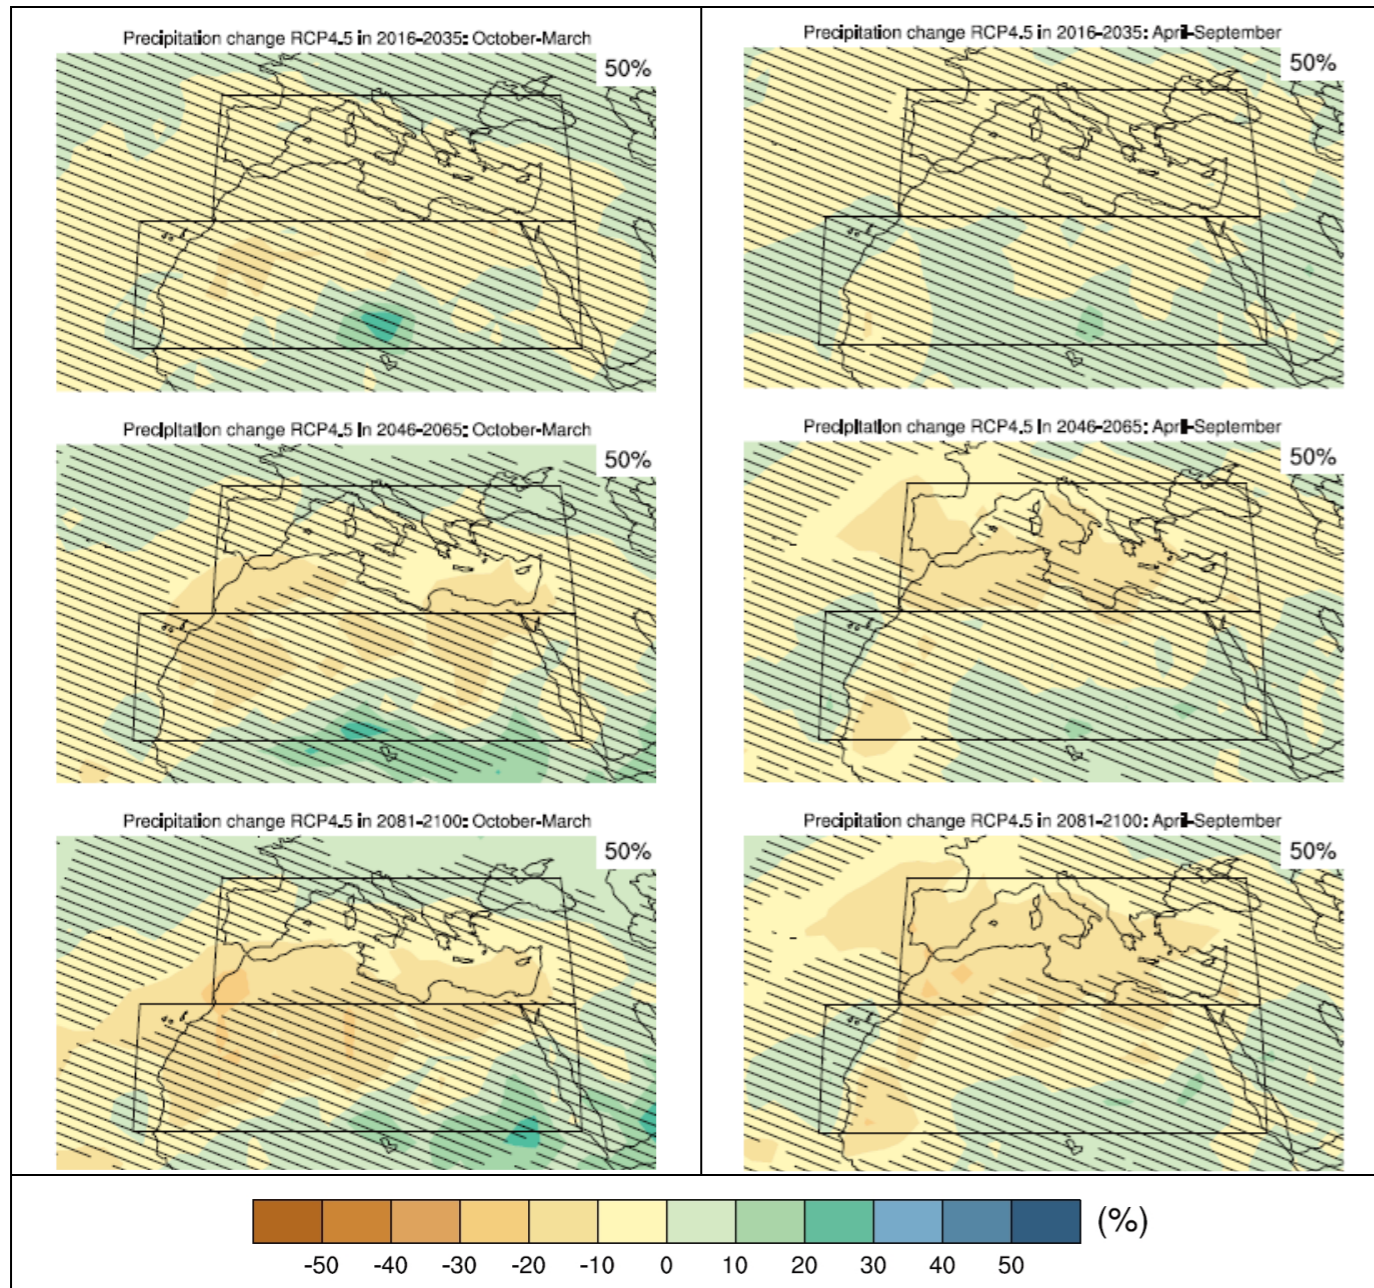 Precipitation change RCP4.5 in 2016-2035: October-March
50%
Precipitation change RCP4.5 in 2016-2035: April-September
50%
Precipitation change RCP4.5 in 2046-2065: October-March
50%
Precipitation change RCP4.5 in 2046-2065: April-September
50%
Precipitation change RCP4.5 in 2081-2100: October-March
50%
Precipitation change RCP4.5 in 2081-2100: April-September
50%
-50 -40 -30 -20 -10 0 10 20 30 40 50 (%)